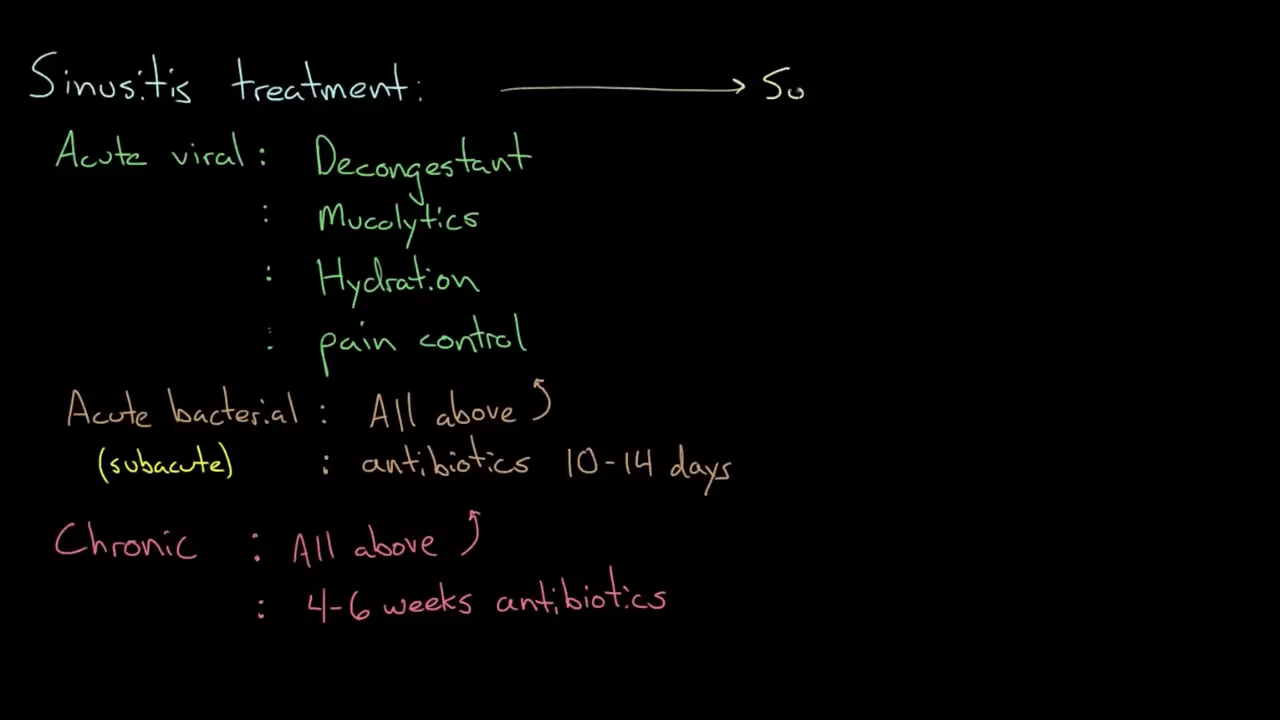 Sinusitis treatment: → So
Acute viral : Decongestant
: Mucolytics
: Hydration
: pain control
Acute bacterial : All above
(subacute) : antibiotics 10-14 days
Chronic : All above
: 4-6 weeks antibiotics